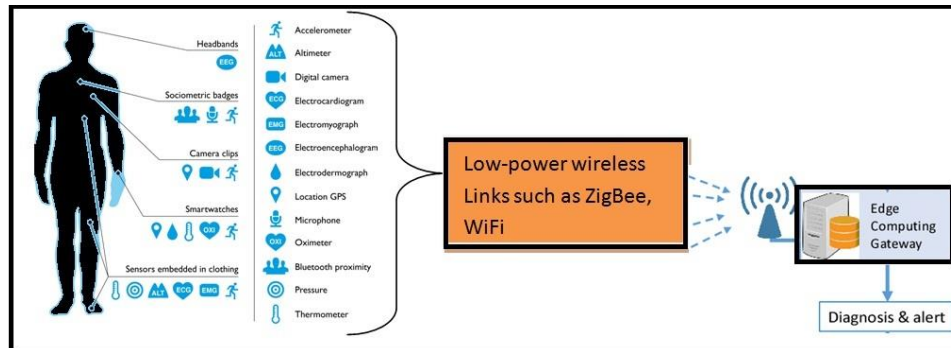 Headbands
EEG
Sociometric badges
Camera clips
Smartwatches
OXI
Sensors embedded in clothing
ALT ECG EMG
Accelerometer
ALT Altimeter
Digital camera
ECG Electrocardiogram
EMG Electromyograph
EEG Electroencephalogram
Electrodermograph
Location GPS
Microphone
OXI Oximeter
Bluetooth proximity
Pressure
Thermometer
Low-power wireless
Links such as ZigBee,
WiFi
Edge
Computing
Gateway
Diagnosis & alert